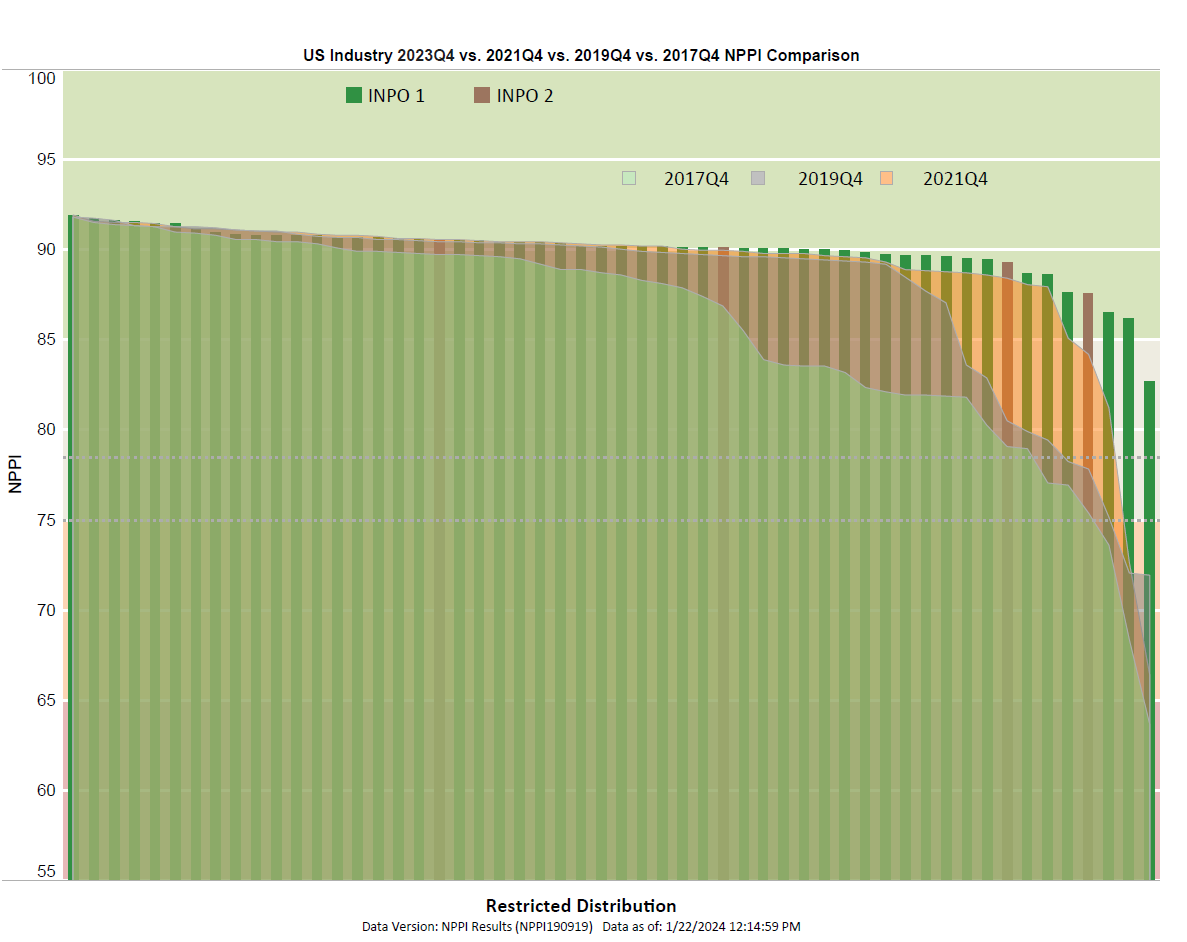 US Industry 2023Q4 vs. 2021Q4 vs. 2019Q4 vs. 2017Q4 NPPI Comparison
100
INPO 1 INPO 2
95
2017Q4 2019Q4 2021Q4
90
85
80
NPPI
75
70
65
60
55
Restricted Distribution
Data Version: NPPI Results (NPPI190919) Data as of: 1/22/2024 12:14:59 PM